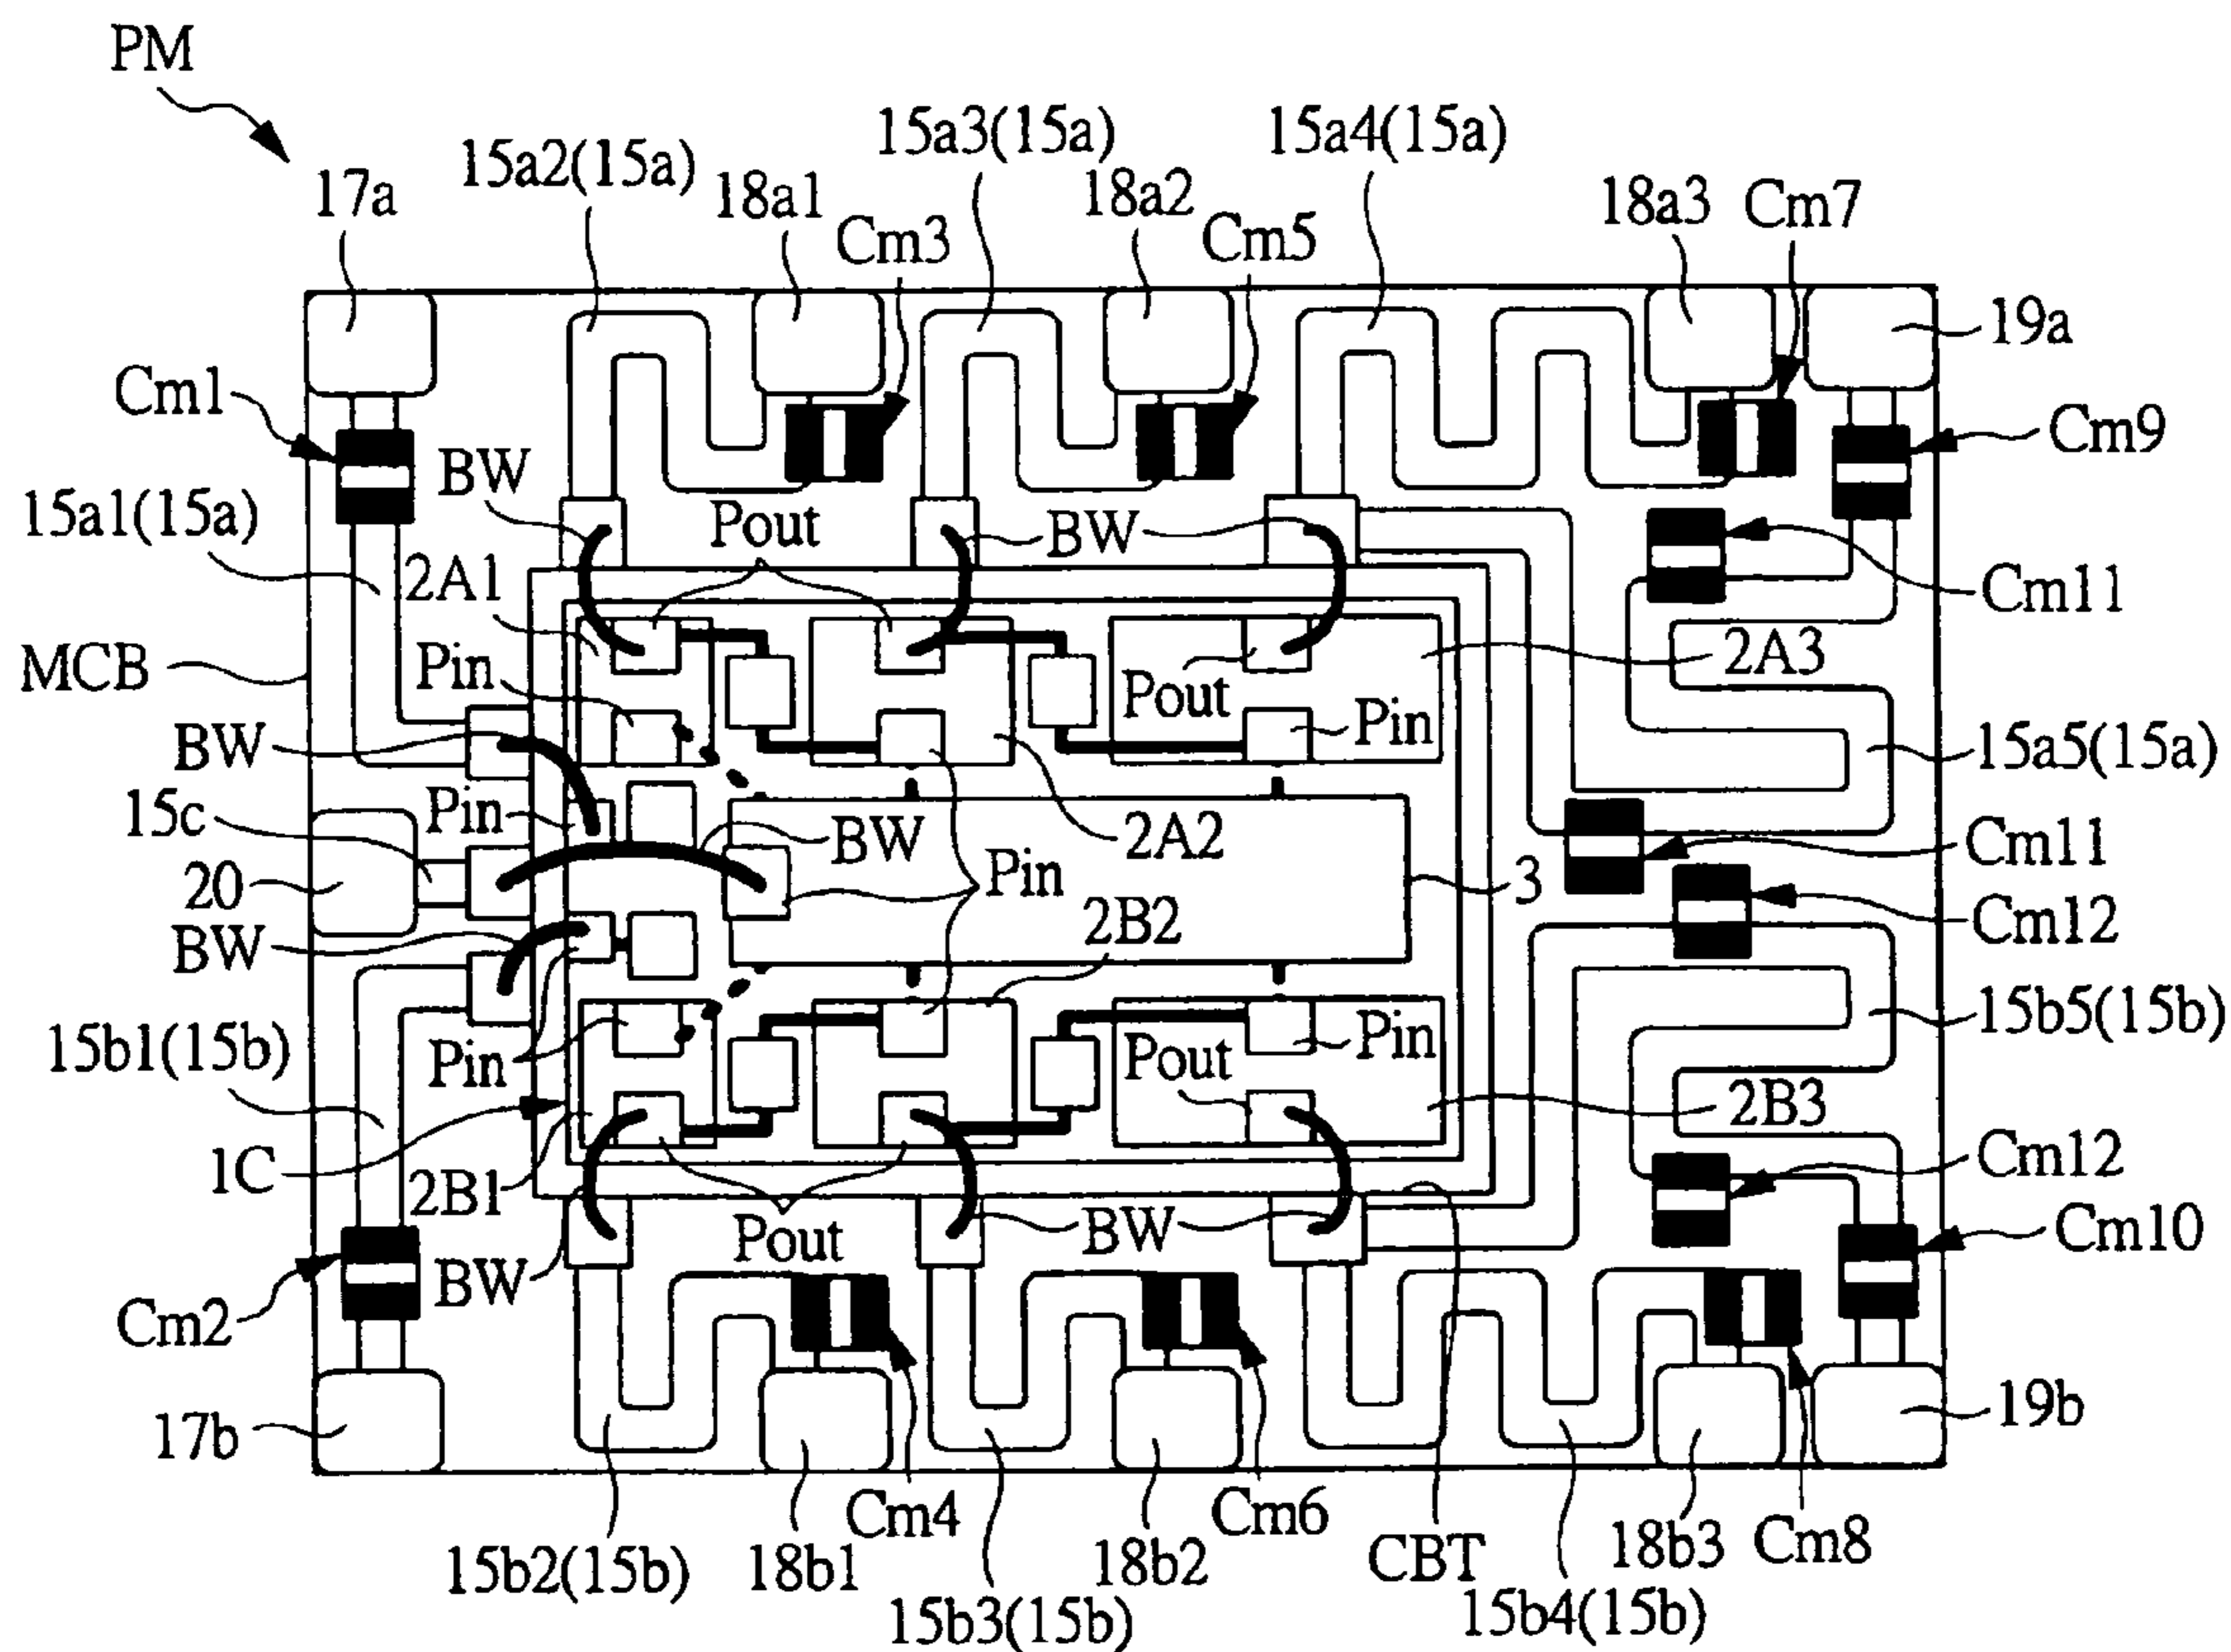 PM
15a2(15a)
15a3(15a)
15a4(15a)
17a
18a1
Cm3
18a2
Cm5
18a3
Cm7
19a
Cm1
Cm9
BW
15a1(15a)
Pout
BW
2A1
Cm11
MCB
Pin
2A3
Pout
Pin
BW
15a5(15a)
15c
Pin
BW
2A2
Cm11
20
Pin
3
BW
2B2
Cm12
15b1(15b)
Pin
Pout
Pin
15b5(15b)
2B3
1C
2B1
Cm12
Pout
BW
Cm10
BW
Cm2
17b
19b
Cm4
Cm6
15b2(15b)
18b1
18b2
CBT
18b3
Cm8
15b3(15b)
15b4(15b)